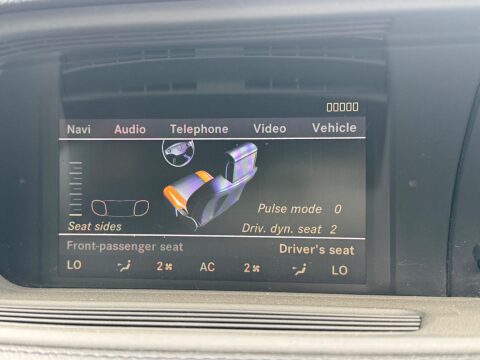 Navi Audio Telephone Video Vehicle
Pulse mode 0
Seat sides Driv. dyn. seat 2
Front-passenger seat Driver's seat
LO 2 AC 2 LO